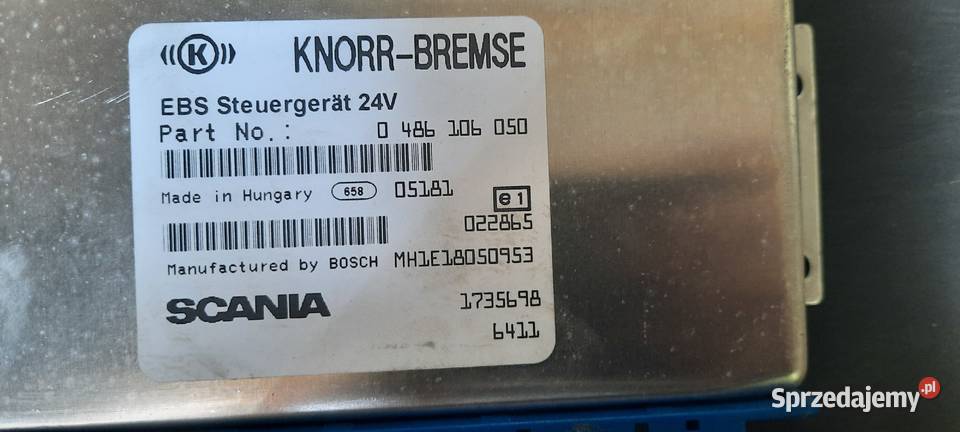 ((K)) KNORR-BREMSE
EBS Steuergerät 24V
Part No.: 0 486 106 050
Made in Hungary 658 05181 e1
022865
Manufactured by BOSCH MH1E18050953
SCANIA 1735698
6411
Sprzedajemy.pl